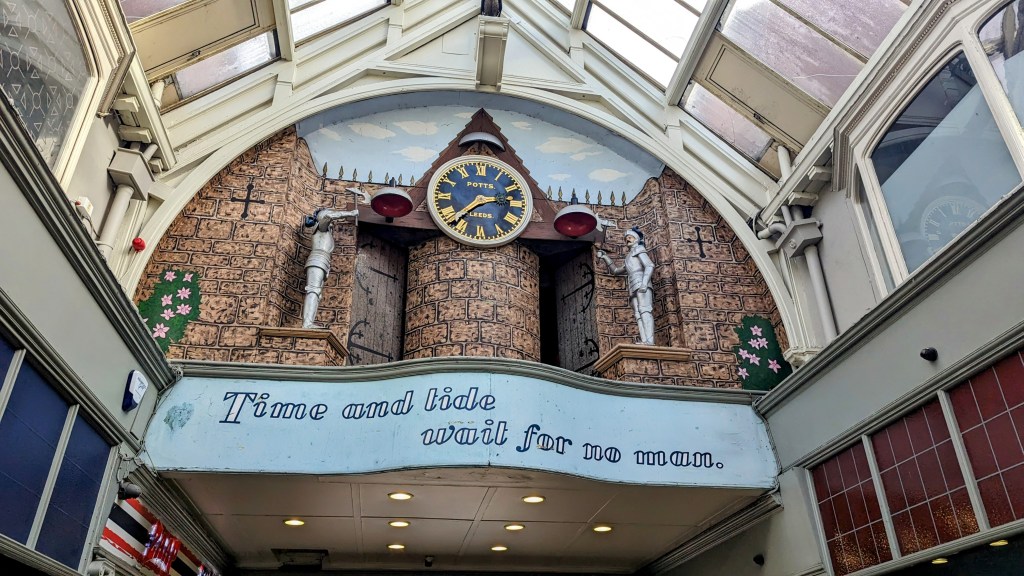 POTTS
LEEDS
Time and tide
wait for no man.